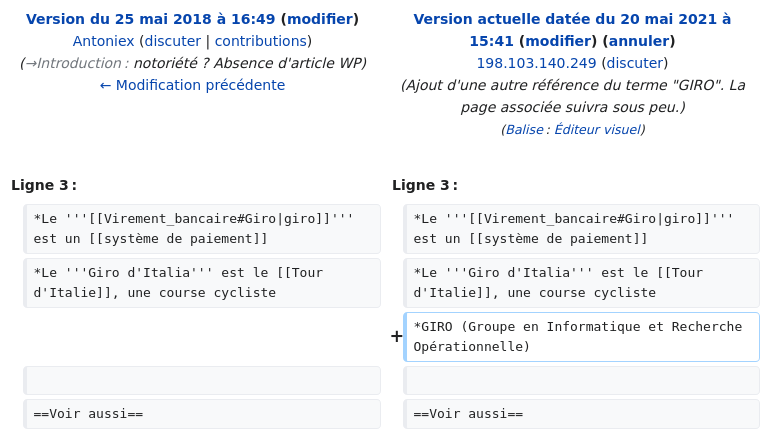 Version du 25 mai 2018 à 16:49 (modifier)
Antoniex (discuter | contributions)
(→Introduction : notoriété ? Absence d'article WP)
← Modification précédente
Version actuelle datée du 20 mai 2021 à
15:41 (modifier) (annuler)
198.103.140.249 (discuter)
(Ajout d'une autre référence du terme "GIRO". La
page associée suivra sous peu.)
(Balise : Éditeur visuel)
Ligne 3 :
*Le '''[[Virement_bancaire#Giro|giro]]'''
est un [[système de paiement]]
*Le '''Giro d'Italia''' est le [[Tour
d'Italie]], une course cycliste
==Voir aussi==
Ligne 3 :
*Le '''[[Virement_bancaire#Giro|giro]]'''
est un [[système de paiement]]
*Le '''Giro d'Italia''' est le [[Tour
d'Italie]], une course cycliste
+ *GIRO (Groupe en Informatique et Recherche
Opérationnelle)
==Voir aussi==